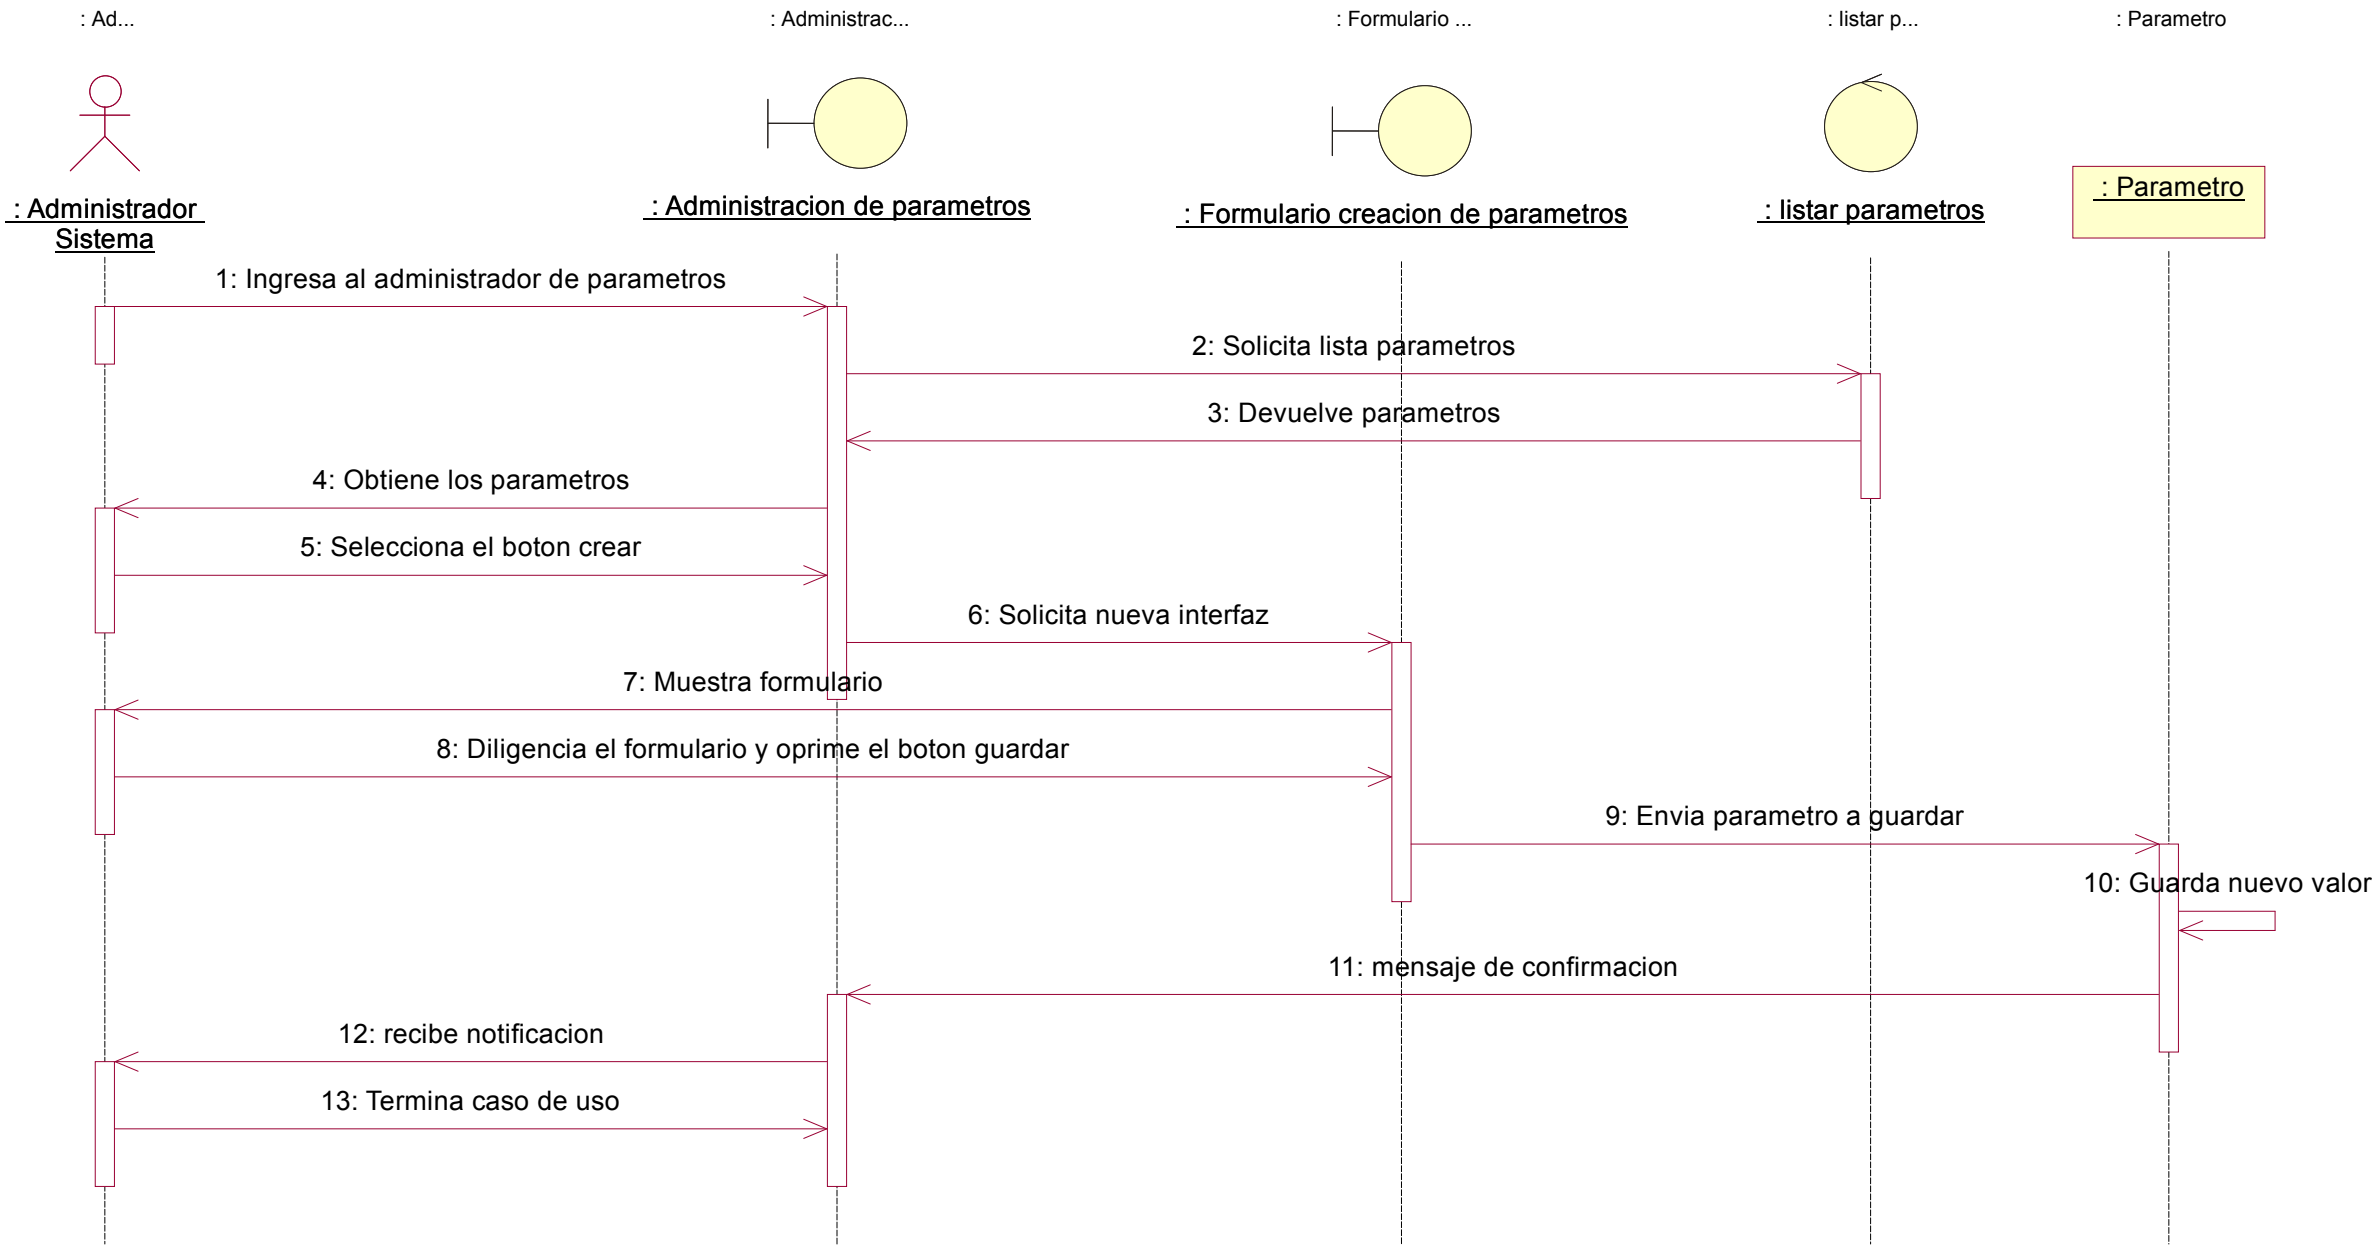 : Ad...
: Administrac...
: Formulario ...
: listar p...
: Parametro
: Administrador
Sistema
: Administracion de parametros
: Formulario creacion de parametros
: listar parametros
: Parametro
1: Ingresa al administrador de parametros
2: Solicita lista parametros
3: Devuelve parametros
4: Obtiene los parametros
5: Selecciona el boton crear
6: Solicita nueva interfaz
7: Muestra formulario
8: Diligencia el formulario y oprime el boton guardar
9: Envia parametro a guardar
10: Guarda nuevo valor
11: mensaje de confirmacion
12: recibe notificacion
13: Termina caso de uso